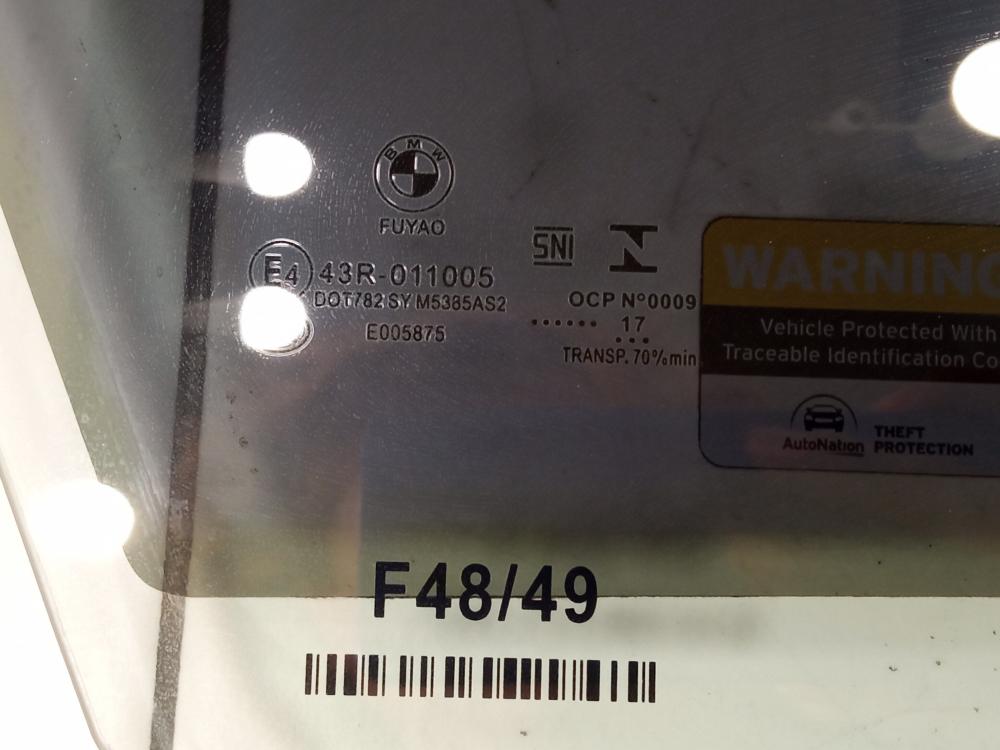 BMW
FUYAO
SNI
E4 43R-011005
DOT782 SY M5385AS2
OCP Nº0009
E005875
...... 17
...
TRANSP. 70%min
WARNING
Vehicle Protected With
Traceable Identification Co
AutoNation THEFT
PROTECTION
F48/49